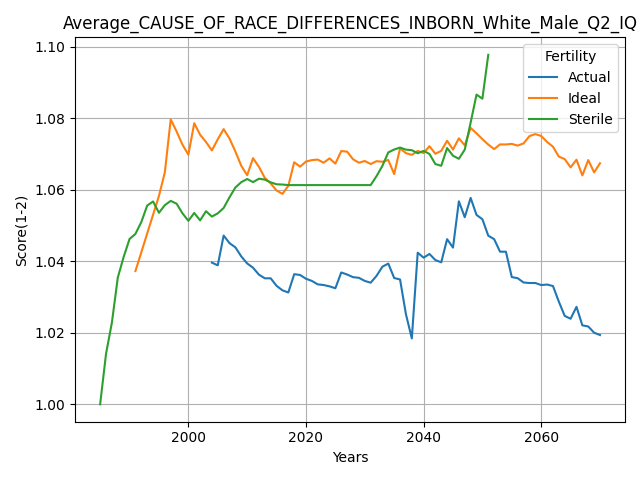 Average_CAUSE_OF_RACE_DIFFERENCES_INBORN_White_Male_Q2_IQ
1.10
1.08
1.06
1.04
1.02
1.00
Score(1-2)
Fertility
Actual
Ideal
Sterile
2000
2020
2040
2060
Years